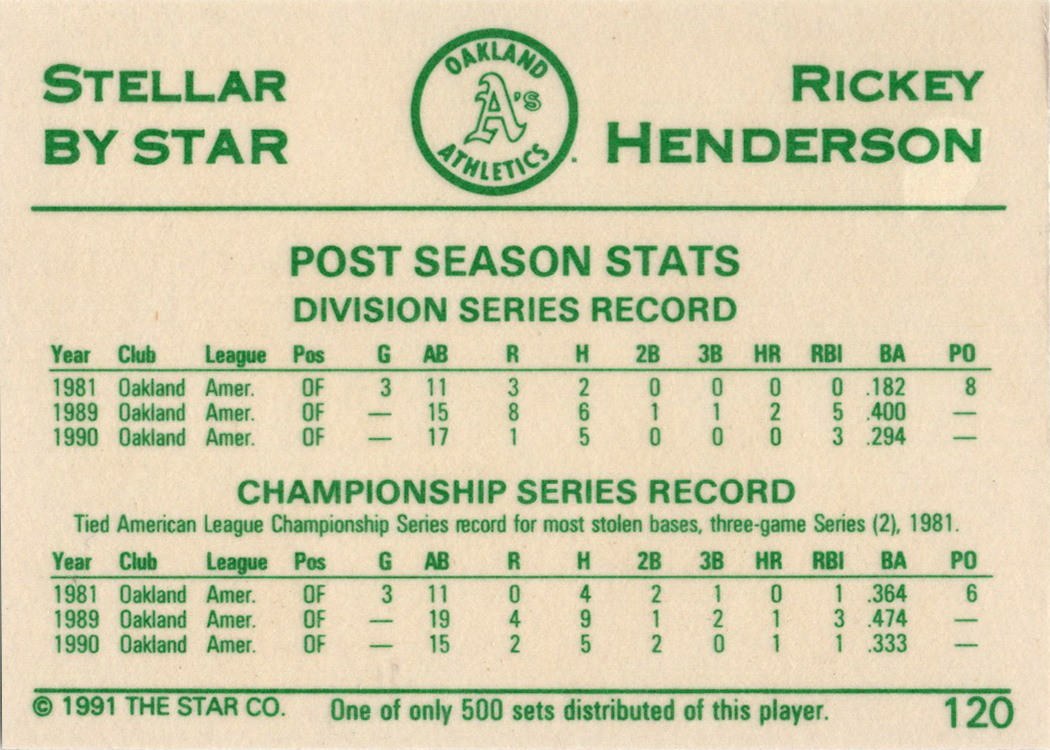 STELLAR
BY STAR
OAKLAND
A's
ATHLETICS
RICKEY
HENDERSON
POST SEASON STATS
DIVISION SERIES RECORD
Year Club League Pos G AB R H 2B 3B HR RBI BA PO
1981 Oakland Amer. OF 3 11 3 2 0 0 0 0 .182 8
1989 Oakland Amer. OF — 15 8 6 1 1 2 5 .400 —
1990 Oakland Amer. OF — 17 1 5 0 0 0 3 .294 —
CHAMPIONSHIP SERIES RECORD
Tied American League Championship Series record for most stolen bases, three-game Series (2), 1981.
Year Club League Pos G AB R H 2B 3B HR RBI BA PO
1981 Oakland Amer. OF 3 11 0 4 2 1 0 1 .364 6
1989 Oakland Amer. OF — 19 4 9 1 2 1 3 .474 —
1990 Oakland Amer. OF — 15 2 5 2 0 1 1 .333 —
© 1991 THE STAR CO. One of only 500 sets distributed of this player. 120